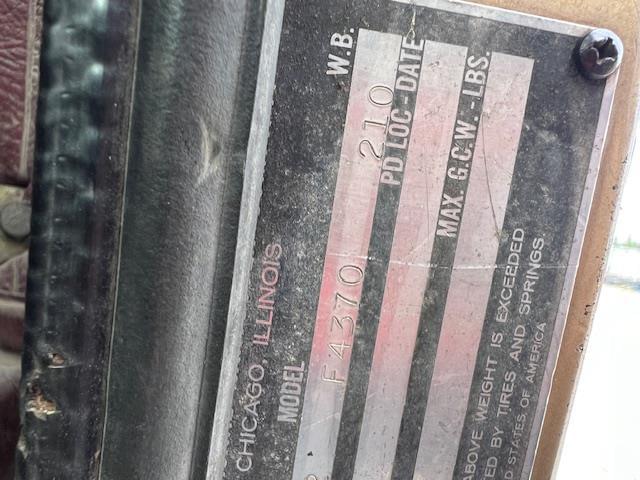 CHICAGO, ILLINOIS
MODEL W.B.
F4370 210
PD LOC - DATE
MAX. G.C.W. - LBS.
ABOVE WEIGHT IS EXCEEDED
ED BY TIRES AND SPRINGS
D STATES OF AMERICA